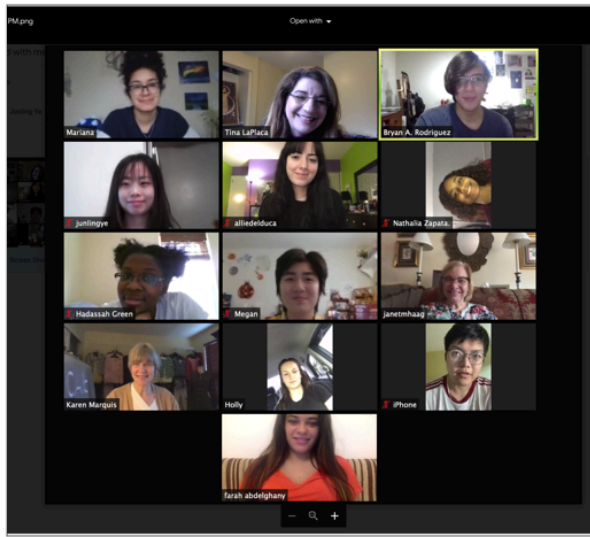 PM.png
Open with
Mariana
Tina LaPlaca
Bryan A. Rodriguez
Junlingye
alliedelduca
Nathalia Zapata.
Hadassah Green
Megan
janetmhaag
Karen Marquis
Holly
iPhone
farah abdelghany